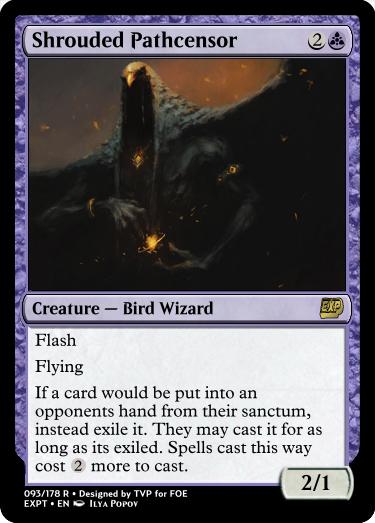 Shrouded Pathcensor 2
Creature — Bird Wizard EXP
Flash
Flying
If a card would be put into an
opponents hand from their sanctum,
instead exile it. They may cast it for as
long as its exiled. Spells cast this way
cost 2 more to cast.
2/1
093/178 R • Designed by TVP for FOE
EXPT • EN Ilya Popov